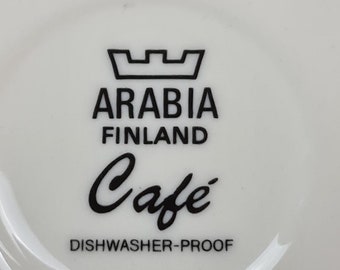 ARABIA
FINLAND
Café
DISHWASHER-PROOF